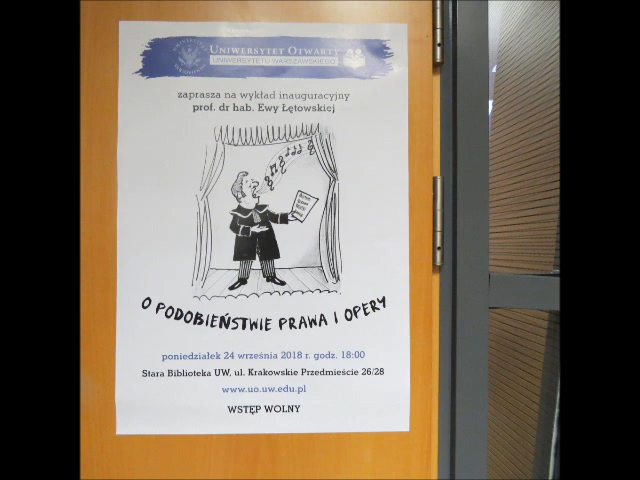 UNIWERSYTET OTWARTY
UNIWERSYTETU WARSZAWSKIEGO
zaprasza na wykład inauguracyjny
prof. dr hab. Ewy Łętowskiej
O PODOBIEŃSTWIE PRAWA I OPERY
poniedziałek 24 września 2018 r. godz. 18:00
Stara Biblioteka UW, ul. Krakowskie Przedmieście 26/28
www.uo.uw.edu.pl
WSTĘP WOLNY